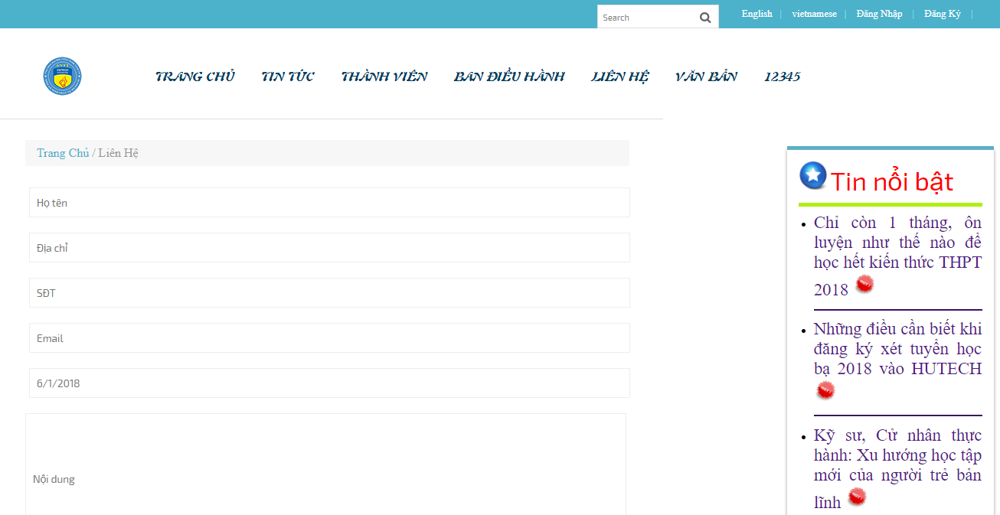 Search
English | vietnamese | Đăng Nhập | Đăng Ký |
TRANG CHỦ TIN TỨC THÀNH VIÊN BAN ĐIỀU HÀNH LIÊN HỆ VĂN BẢN 12345
Trang Chủ / Liên Hệ
Họ tên
Địa chỉ
SĐT
Email
6/1/2018
Nội dung
Tin nổi bật
Chỉ còn 1 tháng, ôn
luyện như thế nào để
học hết kiến thức THPT
2018
Những điều cần biết khi
đăng ký xét tuyển học
bạ 2018 vào HUTECH
Kỹ sư, Cử nhân thực
hành: Xu hướng học tập
mới của người trẻ bản
lĩnh